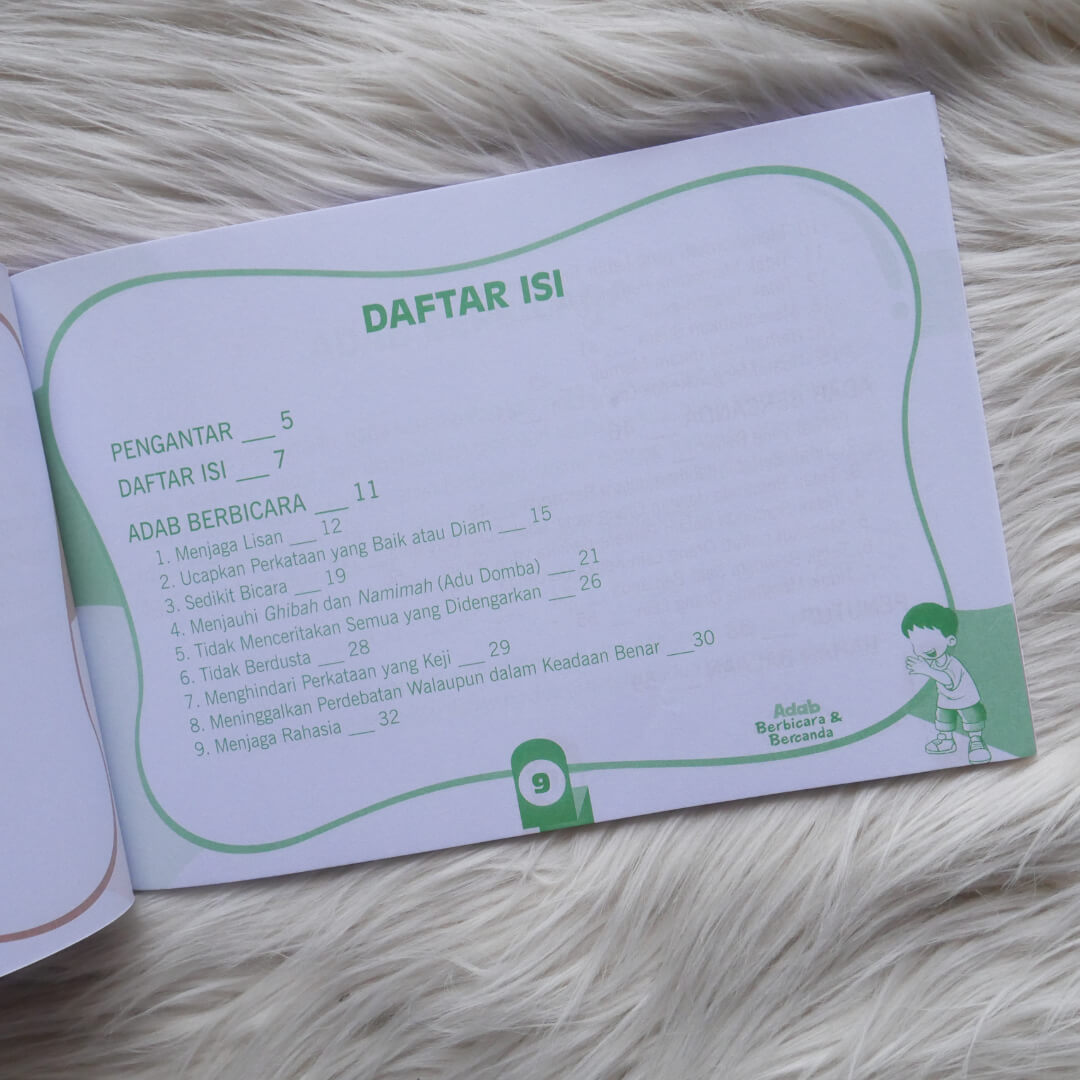 DAFTAR ISI
PENGANTAR ___ 5
DAFTAR ISI ___ 7
ADAB BERBICARA ___ 11
1. Menjaga Lisan ___ 12
2. Ucapkan Perkataan yang Baik atau Diam ___ 15
3. Sedikit Bicara ___ 19
4. Menjauhi Ghibah dan Namimah (Adu Domba) ___ 21
5. Tidak Menceritakan Semua yang Didengarkan ___ 26
6. Tidak Berdusta ___ 28
7. Menghindari Perkataan yang Keji ___ 29
8. Meninggalkan Perdebatan Walaupun dalam Keadaan Benar ___30
9. Menjaga Rahasia ___ 32
Adab
Berbicara &
Bercanda
9